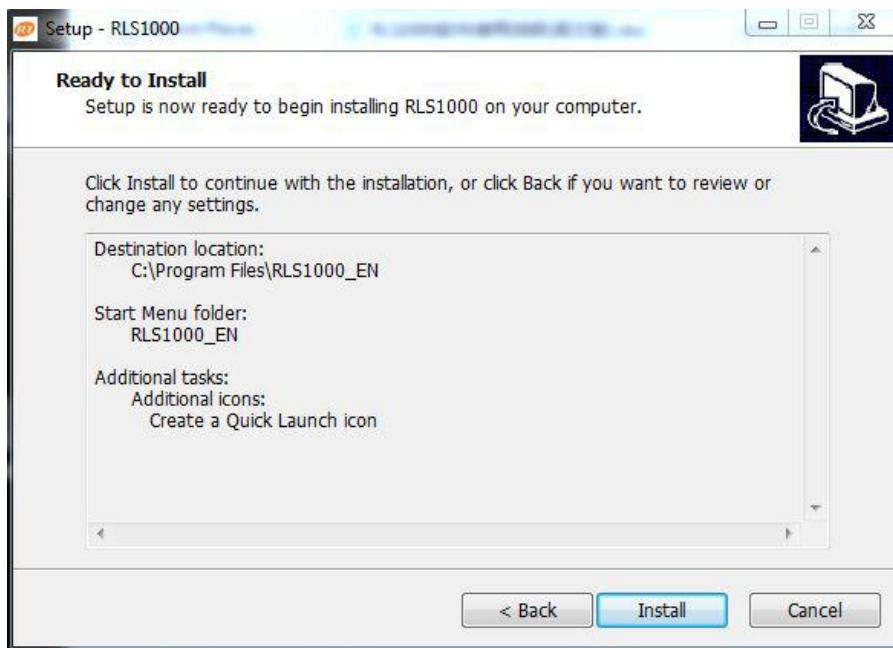 Setup - RLS1000
Ready to Install
Setup is now ready to begin installing RLS1000 on your computer.
Click Install to continue with the installation, or click Back if you want to review or
change any settings.
Destination location:
C:\Program Files\RLS1000_EN
Start Menu folder:
RLS1000_EN
Additional tasks:
Additional icons:
Create a Quick Launch icon
< Back
Install
Cancel